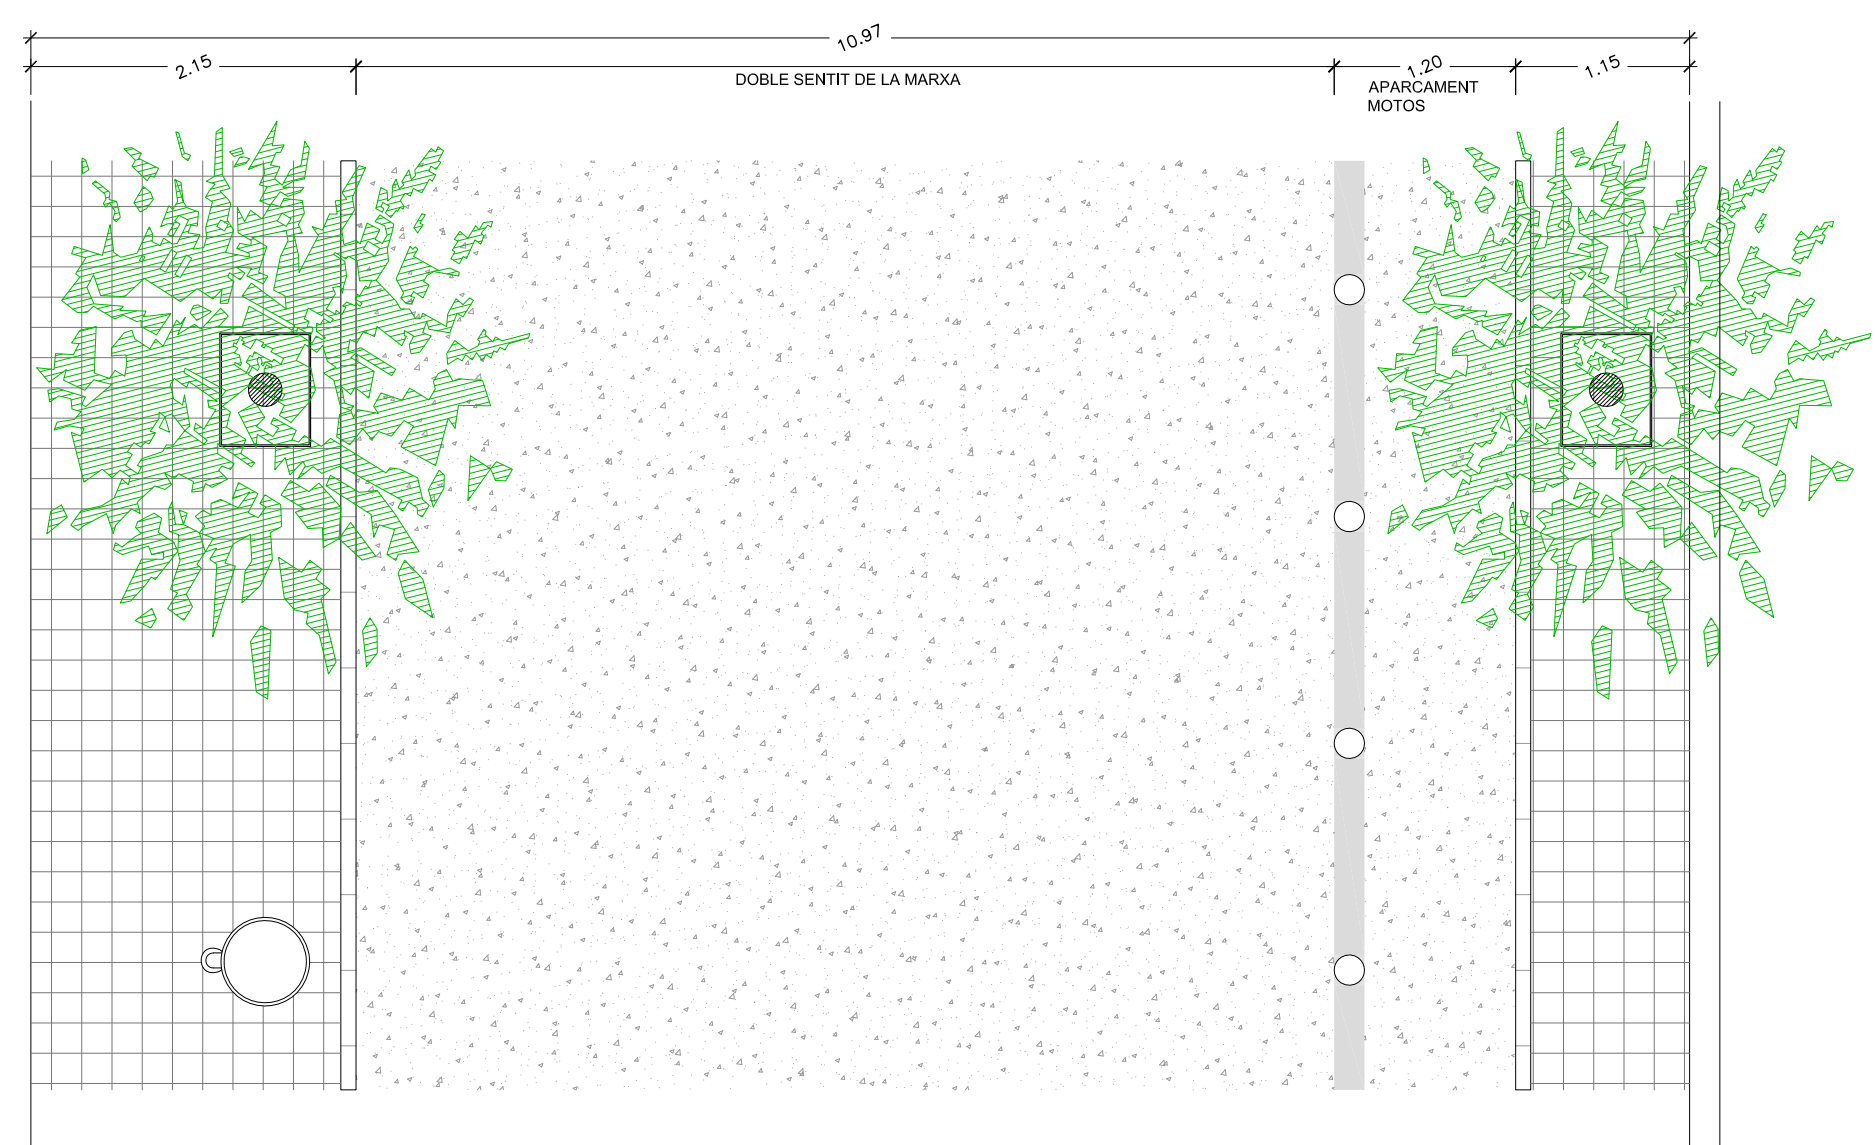 10.97
2.15
DOBLE SENTIT DE LA MARXA
1.20
APARCAMENT
MOTOS
1.15